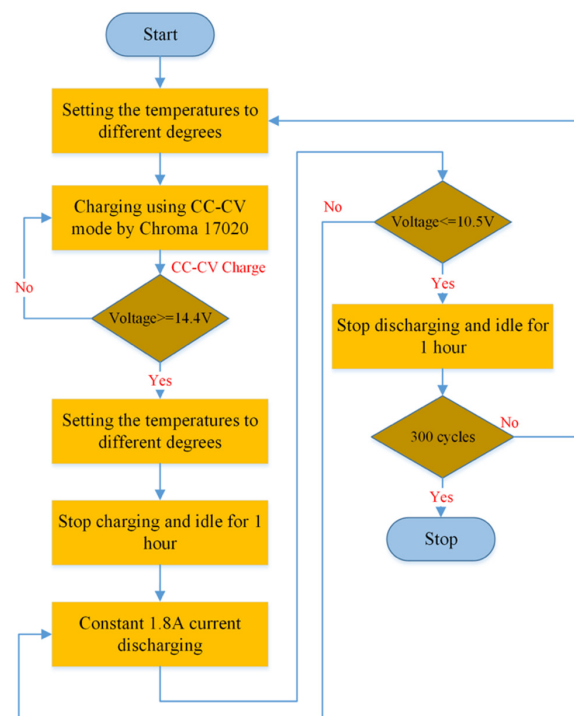 Start
Setting the temperatures to
different degrees
Charging using CC-CV
mode by Chroma 17020
CC-CV Charge
No
Voltage>=14.4V
Yes
Setting the temperatures to
different degrees
Stop charging and idle for 1
hour
Constant 1.8A current
discharging
No
Voltage<=10.5V
Yes
Stop discharging and idle for
1 hour
No
300 cycles
Yes
Stop